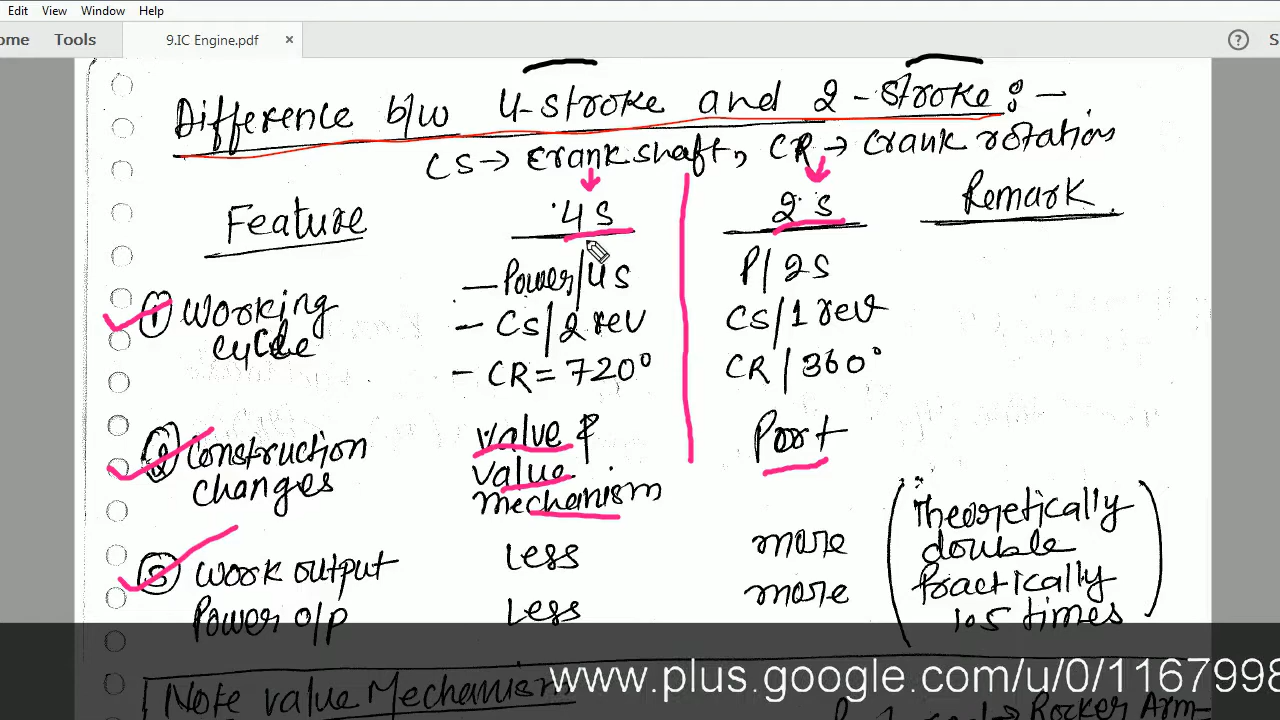 Edit View Window Help
ome Tools 9.IC Engine.pdf × ? S
Difference b/w 4-stroke and 2-stroke :-
CS → crank shaft, CR → crank rotation
Feature 4S 2S Remark
① Working cycle
— Power/4S P/2S
- CS/2 rev CS/1 rev
- CR = 720° CR/360°
② Construction changes
value & Port
value
mechanism
③ Work output less more (Theoretically
double
Power o/p less more Practically
1.5 times)
Note value Mechanism
www.plus.google.com/u/0/1167998
Rocker Arm-